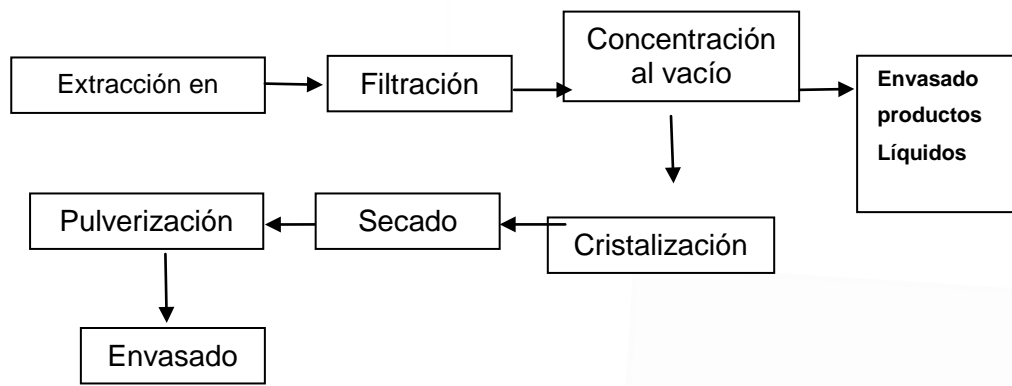 Extracción en
Filtración
Concentración
al vacío
Envasado
productos
Líquidos
Pulverización
Secado
Cristalización
Envasado